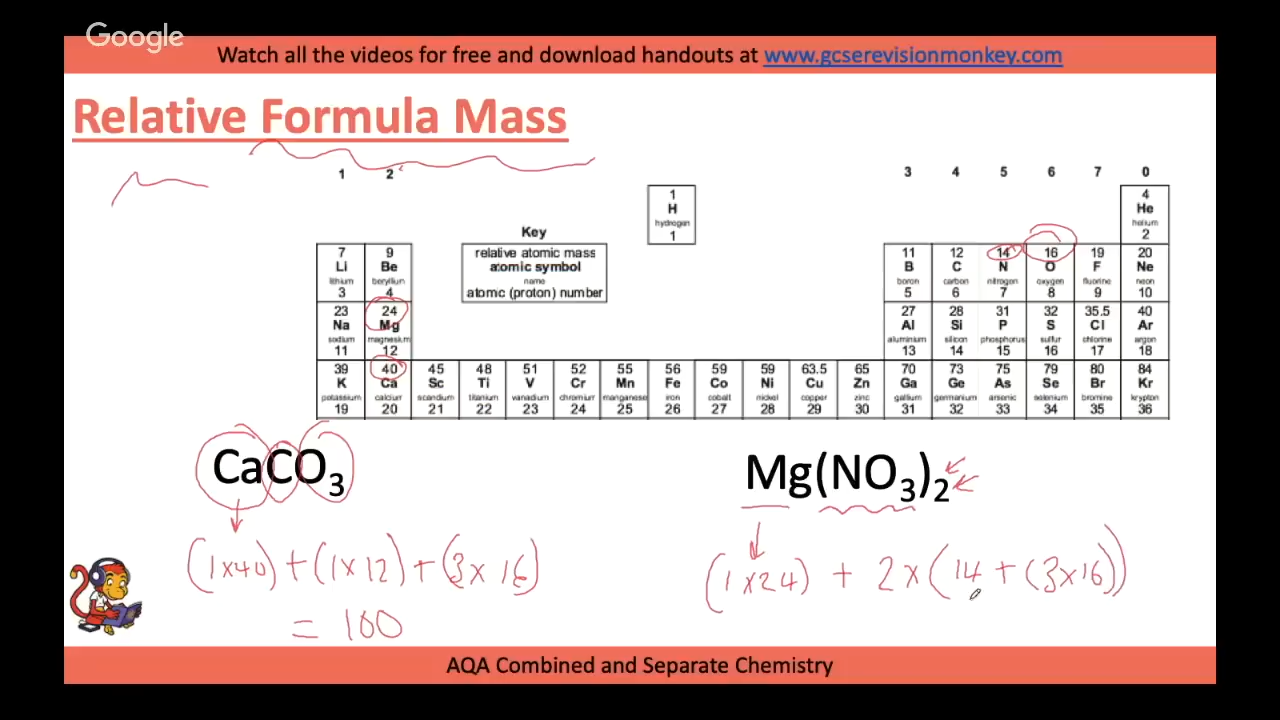 Google
Watch all the videos for free and download handouts at www.gcserevisionmonkey.com
Relative Formula Mass
1 2 3 4 5 6 7 0
1 4
H He
hydrogen helium
1 2
Key
7 9 relative atomic mass 11 12 14 16 19 20
Li Be atomic symbol B C N O F Ne
lithium beryllium name boron carbon nitrogen oxygen fluorine neon
3 4 atomic (proton) number 5 6 7 8 9 10
23 24 27 28 31 32 35.5 40
Na Mg Al Si P S Cl Ar
sodium magnesium aluminium silicon phosphorus sulfur chlorine argon
11 12 13 14 15 16 17 18
39 40 45 48 51 52 55 56 59 59 63.5 65 70 73 75 79 80 84
K Ca Sc Ti V Cr Mn Fe Co Ni Cu Zn Ga Ge As Se Br Kr
potassium calcium scandium titanium vanadium chromium manganese iron cobalt nickel copper zinc gallium germanium arsenic selenium bromine krypton
19 20 21 22 23 24 25 26 27 28 29 30 31 32 33 34 35 36
CaCO₃ Mg(NO₃)₂
(1x40) + (1x12) + (3x16) (1x24) + 2x(14 + (3x16))
= 100
AQA Combined and Separate Chemistry